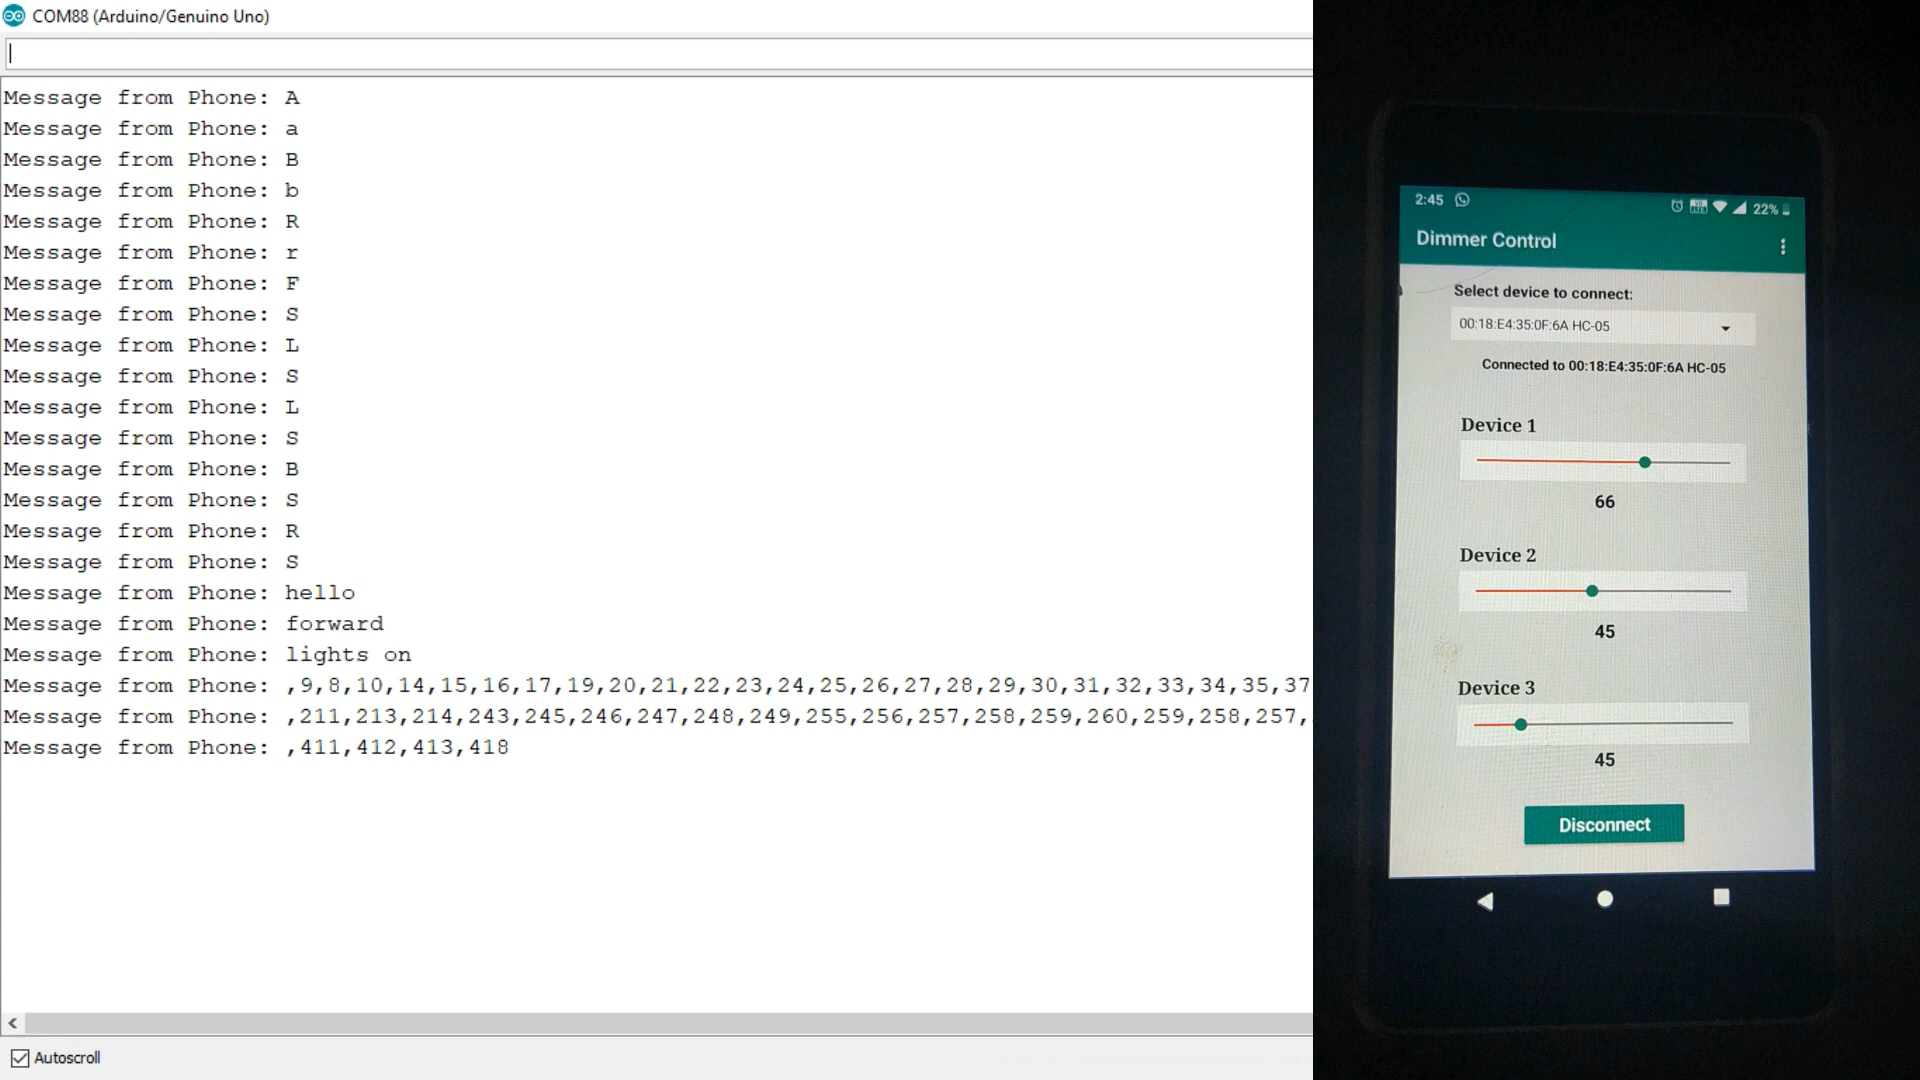 COM88 (Arduino/Genuino Uno)
Message from Phone: A
Message from Phone: a
Message from Phone: B
Message from Phone: b
Message from Phone: R
Message from Phone: r
Message from Phone: F
Message from Phone: S
Message from Phone: L
Message from Phone: S
Message from Phone: L
Message from Phone: S
Message from Phone: B
Message from Phone: S
Message from Phone: R
Message from Phone: S
Message from Phone: hello
Message from Phone: forward
Message from Phone: lights on
Message from Phone: ,9,8,10,14,15,16,17,19,20,21,22,23,24,25,26,27,28,29,30,31,32,33,34,35,37
Message from Phone: ,211,213,214,243,245,246,247,248,249,255,256,257,258,259,260,259,258,257,
Message from Phone: ,411,412,413,418
Autoscroll
2:45
22%
Dimmer Control
Select device to connect:
00:18:E4:35:0F:6A HC-05
Connected to 00:18:E4:35:0F:6A HC-05
Device 1
66
Device 2
45
Device 3
45
Disconnect